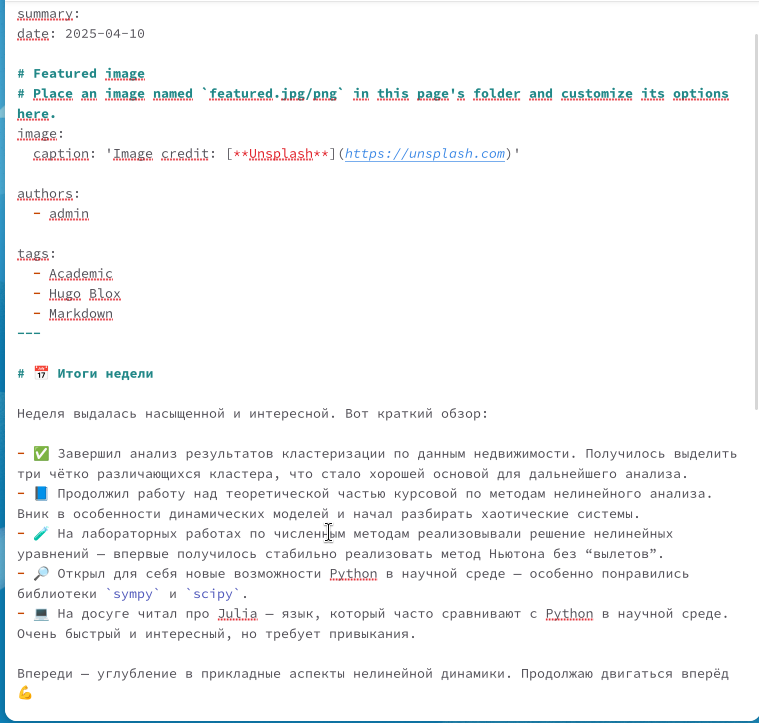 summary:
date: 2025-04-10
# Featured image
# Place an image named `featured.jpg/png` in this page's folder and customize its options
here.
image:
  caption: 'Image credit: [**Unsplash**](https://unsplash.com)'
authors:
  - admin
tags:
  - Academic
  - Hugo Blox
  - Markdown
---
# 📅 Итоги недели
Неделя выдалась насыщенной и интересной. Вот краткий обзор:
- ✅ Завершил анализ результатов кластеризации по данным недвижимости. Получилось выделить
три чётко различающихся кластера, что стало хорошей основой для дальнейшего анализа.
- 📘 Продолжил работу над теоретической частью курсовой по методам нелинейного анализа.
Вник в особенности динамических моделей и начал разбирать хаотические системы.
- 🧪 На лабораторных работах по численным методам реализовывали решение нелинейных
уравнений — впервые получилось стабильно реализовать метод Ньютона без “вылетов”.
- 🔎 Открыл для себя новые возможности Python в научной среде — особенно понравились
библиотеки `sympy` и `scipy`.
- 💻 На досуге читал про Julia — язык, который часто сравнивают с Python в научной среде.
Очень быстрый и интересный, но требует привыкания.
Впереди — углубление в прикладные аспекты нелинейной динамики. Продолжаю двигаться вперёд
💪